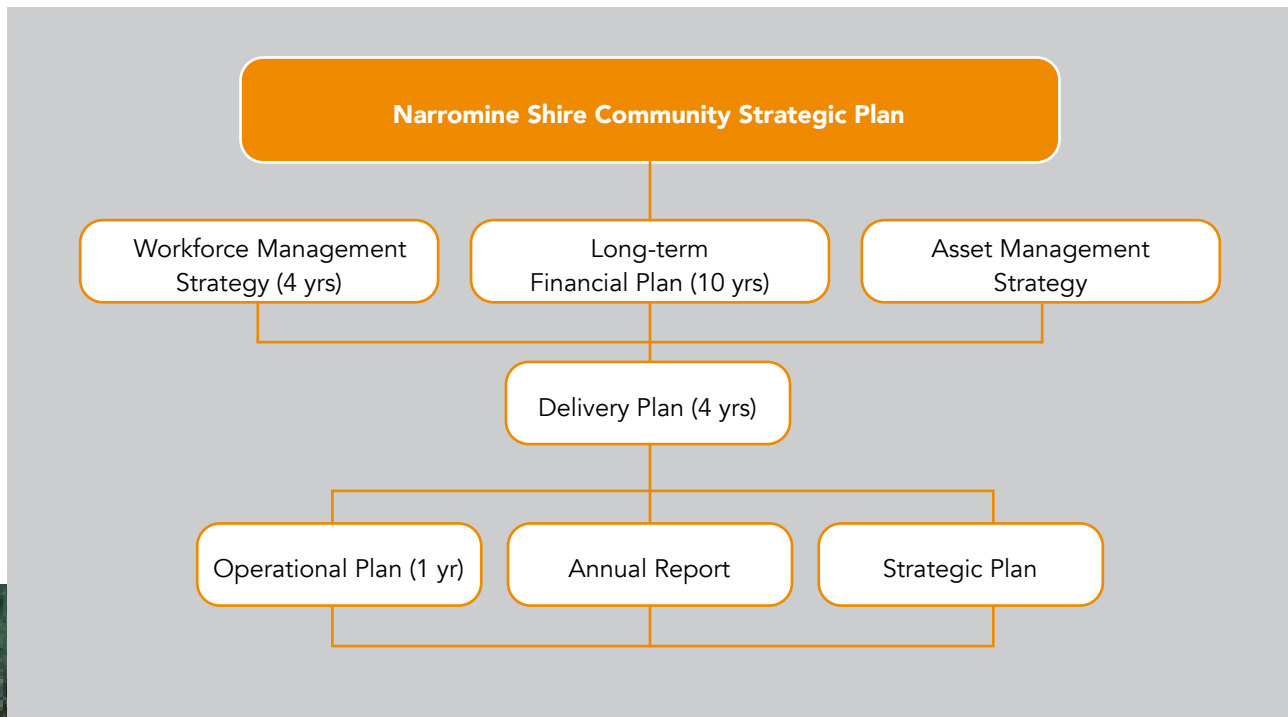 Narromine Shire Community Strategic Plan
Workforce Management
Strategy (4 yrs)
Long-term
Financial Plan (10 yrs)
Asset Management
Strategy
Delivery Plan (4 yrs)
Operational Plan (1 yr)
Annual Report
Strategic Plan